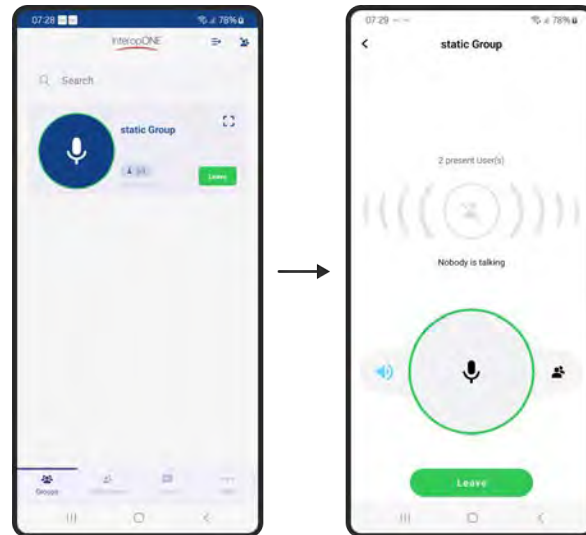 07:28
78%
InteropONE
Search
static Group
Leave
Groups
07:29
78%
static Group
2 present User(s)
Nobody is talking
Leave